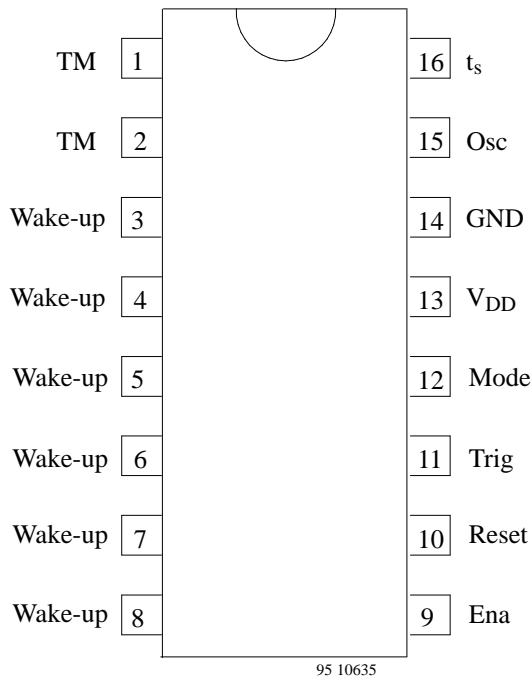 TM 1 16 ts
TM 2 15 Osc
Wake-up 3 14 GND
Wake-up 4 13 VDD
Wake-up 5 12 Mode
Wake-up 6 11 Trig
Wake-up 7 10 Reset
Wake-up 8 9 Ena
95 10635